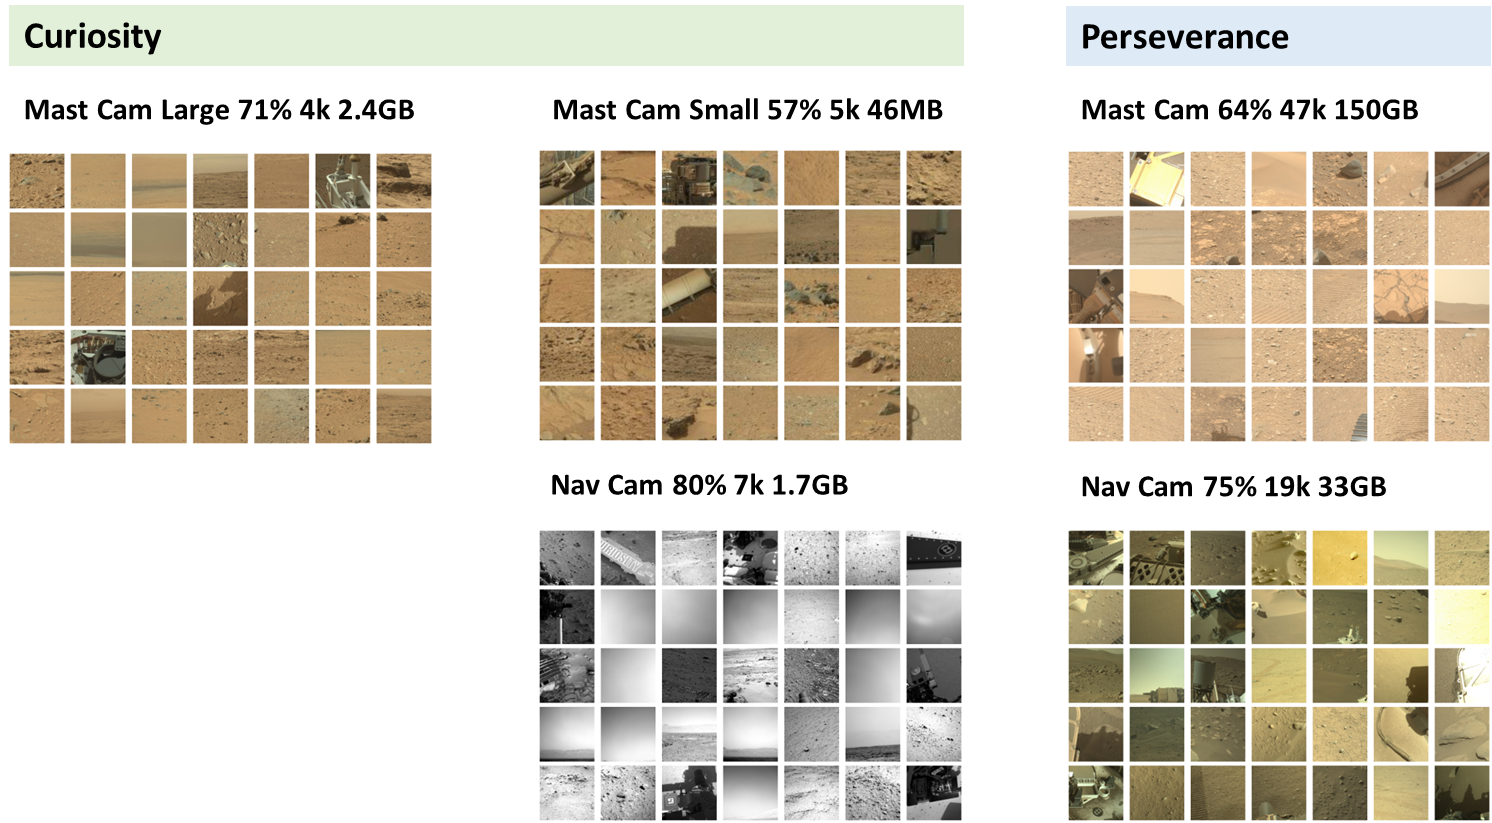 Curiosity
Perseverance
Mast Cam Large 71% 4k 2.4GB
Mast Cam Small 57% 5k 46MB
Mast Cam 64% 47k 150GB
Nav Cam 80% 7k 1.7GB
Nav Cam 75% 19k 33GB